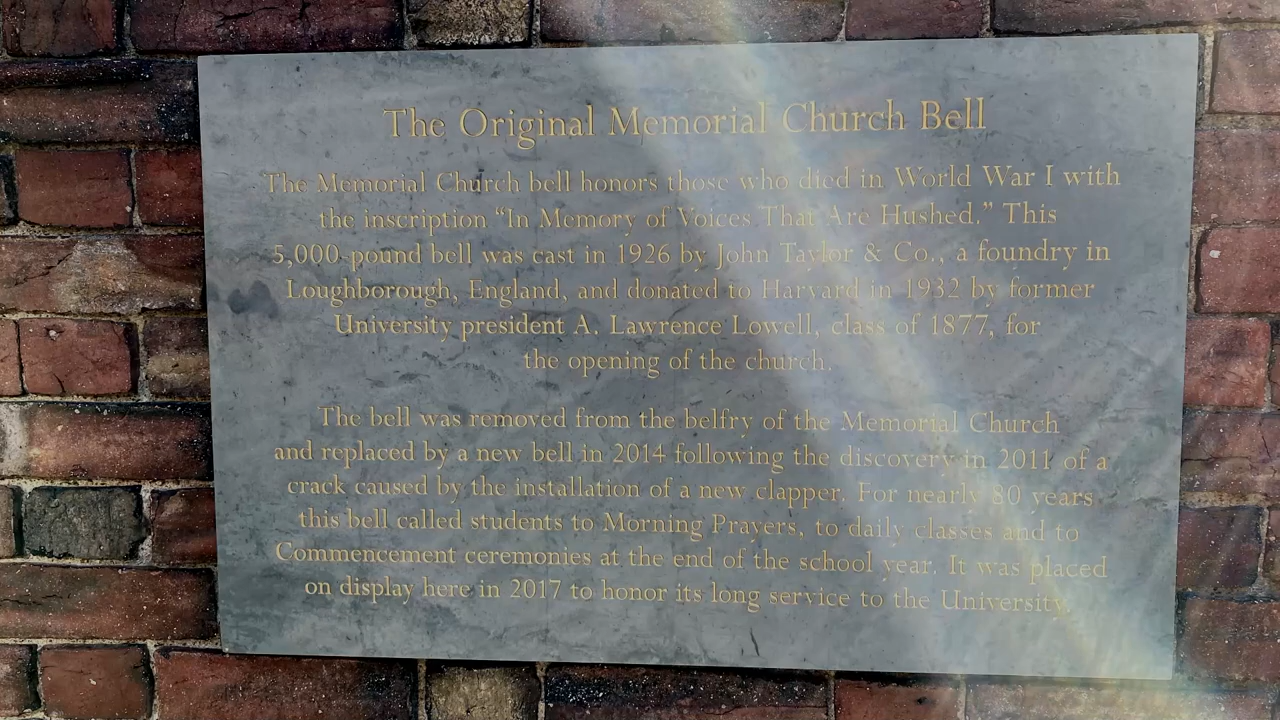 The Original Memorial Church Bell
The Memorial Church bell honors those who died in World War I with
the inscription “In Memory of Voices That Are Hushed.” This
5,000-pound bell was cast in 1926 by John Taylor & Co., a foundry in
Loughborough, England, and donated to Harvard in 1932 by former
University president A. Lawrence Lowell, class of 1877, for
the opening of the church.
The bell was removed from the belfry of the Memorial Church
and replaced by a new bell in 2014 following the discovery in 2011 of a
crack caused by the installation of a new clapper. For nearly 80 years
this bell called students to Morning Prayers, to daily classes and to
Commencement ceremonies at the end of the school year. It was placed
on display here in 2017 to honor its long service to the University.